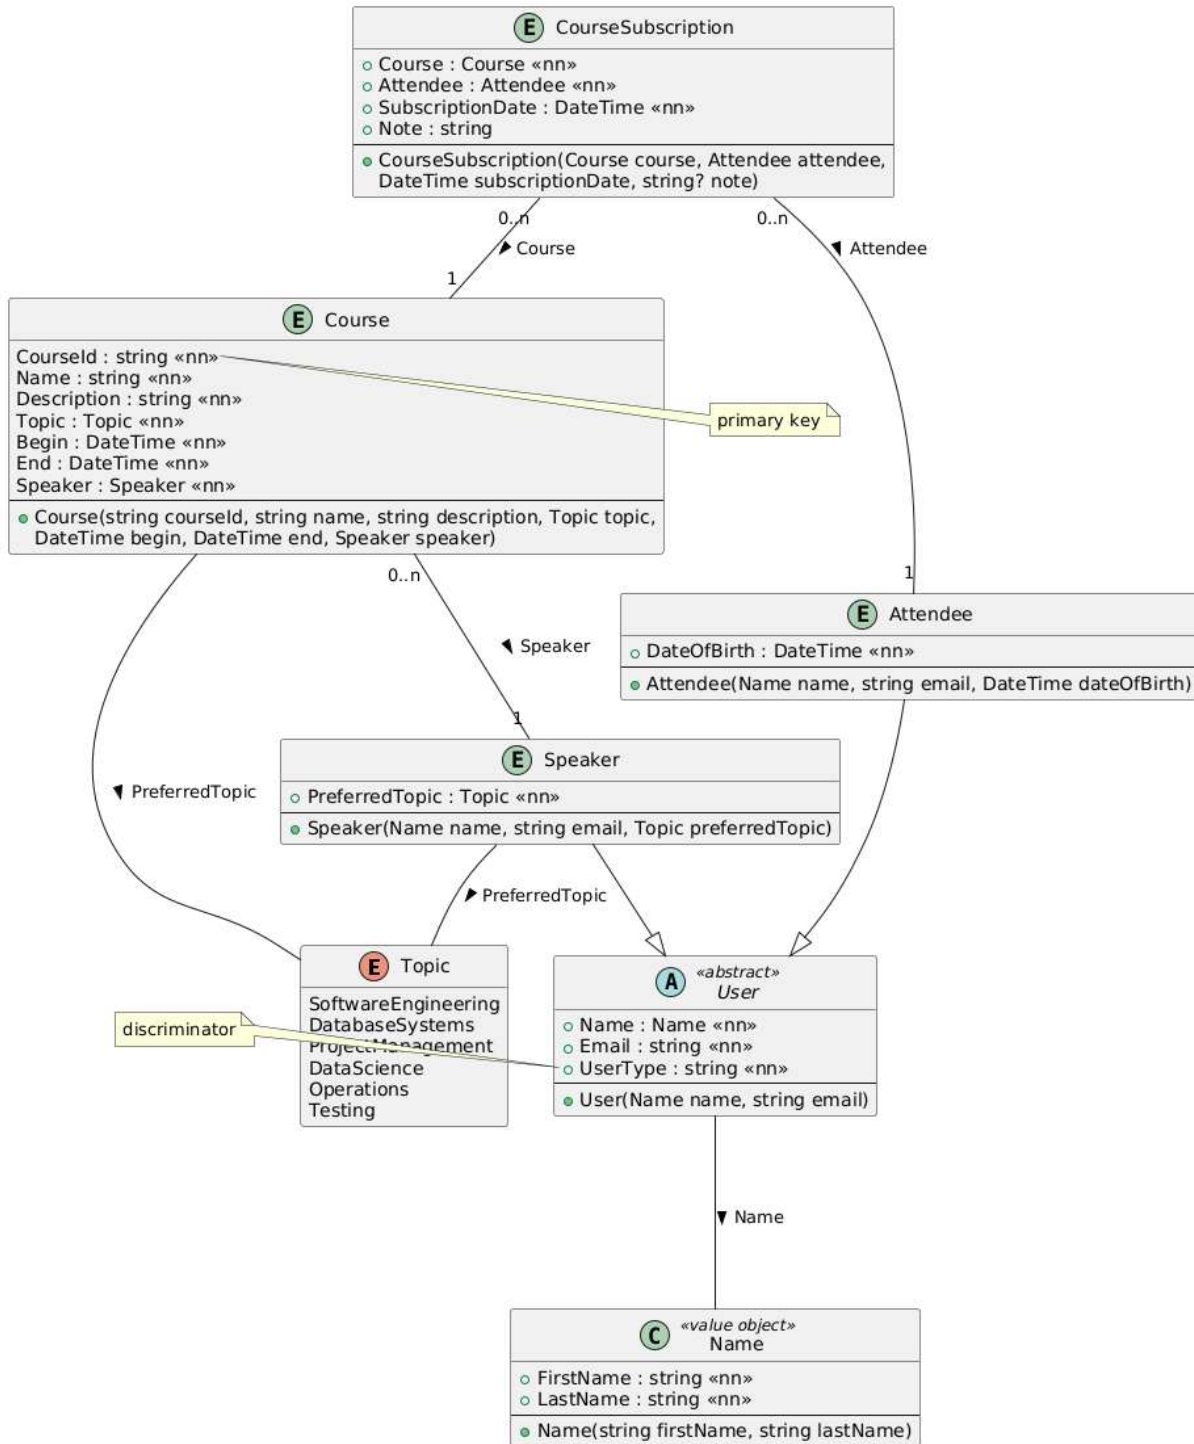 E CourseSubscription
Course : Course «nn»
Attendee : Attendee «nn»
SubscriptionDate : DateTime «nn»
Note : string
CourseSubscription(Course course, Attendee attendee,
DateTime subscriptionDate, string? note)
0..n
0..n
Course
Attendee
1
E Course
CourseId : string «nn»
Name : string «nn»
Description : string «nn»
Topic : Topic «nn»
Begin : DateTime «nn»
End : DateTime «nn»
Speaker : Speaker «nn»
Course(string courseId, string name, string description, Topic topic,
DateTime begin, DateTime end, Speaker speaker)
primary key
0..n
1
E Attendee
DateOfBirth : DateTime «nn»
Attendee(Name name, string email, DateTime dateOfBirth)
Speaker
1
E Speaker
PreferredTopic : Topic «nn»
Speaker(Name name, string email, Topic preferredTopic)
PreferredTopic
PreferredTopic
E Topic
SoftwareEngineering
DatabaseSystems
ProjectManagement
DataScience
Operations
Testing
discriminator
A «abstract»
User
Name : Name «nn»
Email : string «nn»
UserType : string «nn»
User(Name name, string email)
Name
C «value object»
Name
FirstName : string «nn»
LastName : string «nn»
Name(string firstName, string lastName)